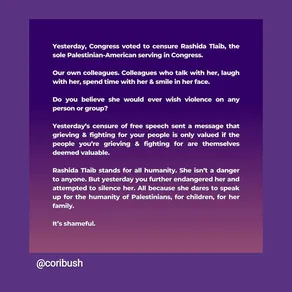 Yesterday, Congress voted to censure Rashida Tlaib, the
sole Palestinian-American serving in Congress.
Our own colleagues. Colleagues who talk with her, laugh
with her, spend time with her & smile in her face.
Do you believe she would ever wish violence on any
person or group?
Yesterday's censure of free speech sent a message that
grieving & fighting for your people is only valued if the
people you're grieving & fighting for are themselves
deemed valuable.
Rashida Tlaib stands for all humanity. She isn't a danger
to anyone. But yesterday you further endangered her and
attempted to silence her. All because she dares to speak
up for the humanity of Palestinians, for children, for her
family.
It's shameful.
@coribush